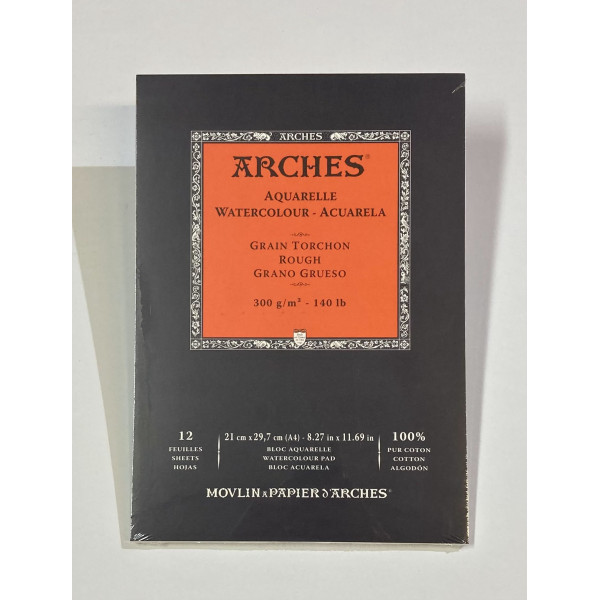 ARCHES
ARCHES®
AQUARELLE
WATERCOLOUR - ACUARELA
GRAIN TORCHON
ROUGH
GRANO GRUESO
300 g/m² - 140 lb
12
FEUILLES
SHEETS
HOJAS
21 cm x 29,7 cm (A4) - 8.27 in x 11.69 in
BLOC AQUARELLE
WATERCOLOUR PAD
BLOC ACUARELA
100%
PUR COTON
COTTON
ALGODÓN
MOVLIN A PAPIER D'ARCHES®